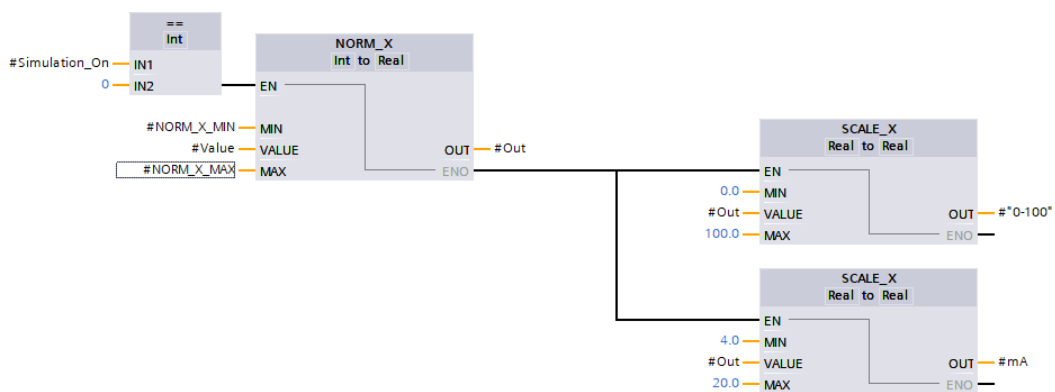 ==
Int
#Simulation_On IN1
0 IN2
NORM_X
Int to Real
EN
#NORM_X_MIN MIN
#Value VALUE OUT #Out
#NORM_X_MAX MAX ENO
SCALE_X
Real to Real
EN
0.0 MIN
#Out VALUE OUT #"0-100"
100.0 MAX ENO
SCALE_X
Real to Real
EN
4.0 MIN
#Out VALUE OUT #mA
20.0 MAX ENO